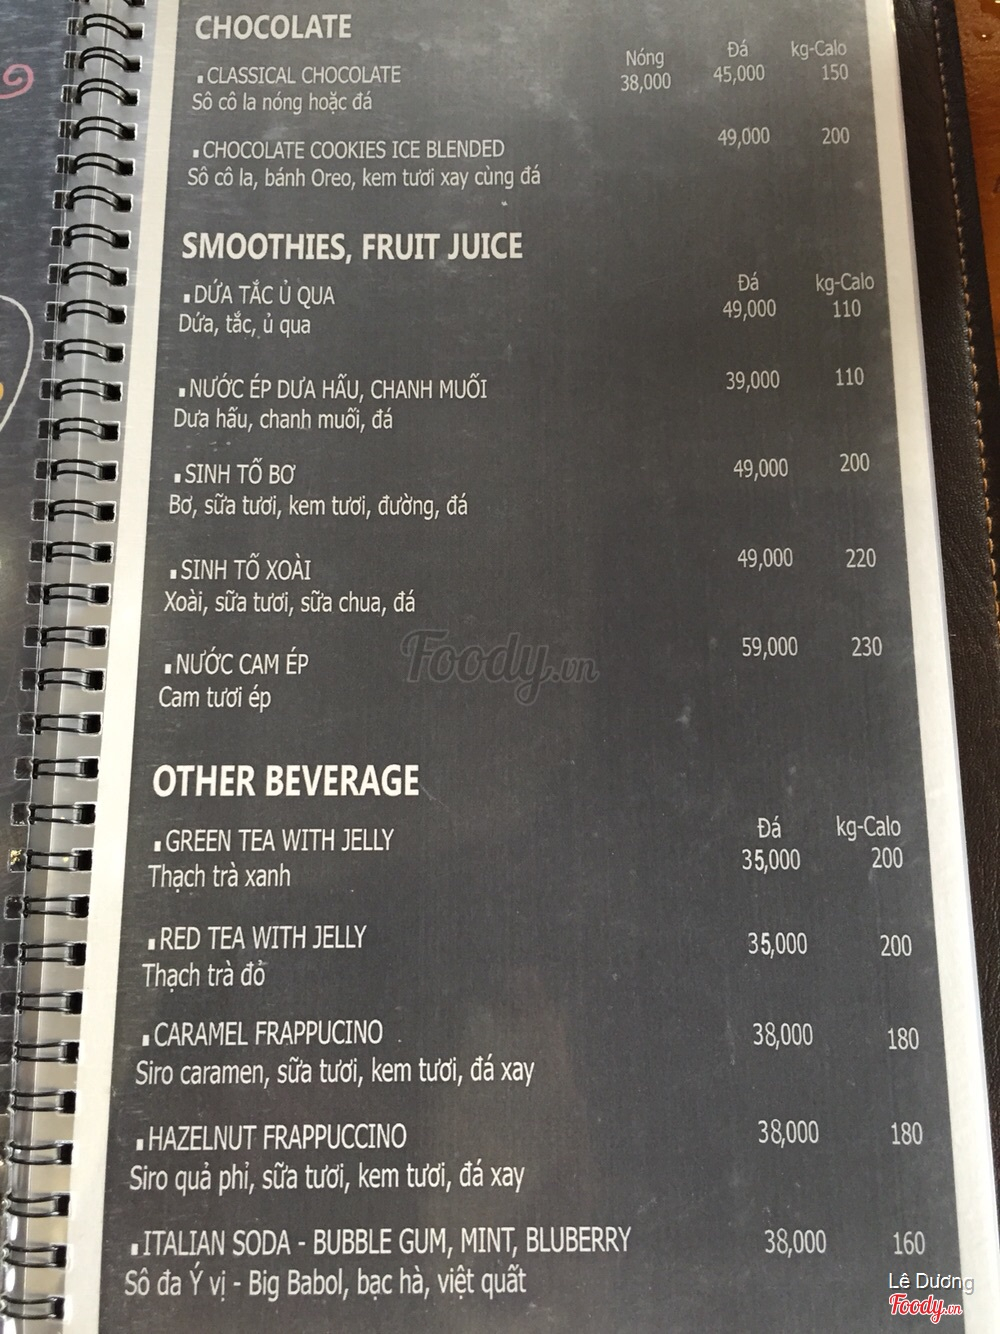 CHOCOLATE
Nóng Đá kg-Calo
CLASSICAL CHOCOLATE 38,000 45,000 150
Sô cô la nóng hoặc đá
CHOCOLATE COOKIES ICE BLENDED 49,000 200
Sô cô la, bánh Oreo, kem tươi xay cùng đá
SMOOTHIES, FRUIT JUICE
Đá kg-Calo
DỨA TẮC Ủ QUA 49,000 110
Dứa, tắc, ủ qua
NƯỚC ÉP DƯA HẤU, CHANH MUỐI 39,000 110
Dưa hấu, chanh muối, đá
SINH TỐ BƠ 49,000 200
Bơ, sữa tươi, kem tươi, đường, đá
SINH TỐ XOÀI 49,000 220
Xoài, sữa tươi, sữa chua, đá
NƯỚC CAM ÉP 59,000 230
Cam tươi ép
Foody.vn
OTHER BEVERAGE
Đá kg-Calo
GREEN TEA WITH JELLY 35,000 200
Thạch trà xanh
RED TEA WITH JELLY 35,000 200
Thạch trà đỏ
CARAMEL FRAPPUCINO 38,000 180
Siro caramen, sữa tươi, kem tươi, đá xay
HAZELNUT FRAPPUCCINO 38,000 180
Siro quả phỉ, sữa tươi, kem tươi, đá xay
ITALIAN SODA - BUBBLE GUM, MINT, BLUBERRY 38,000 160
Sô đa Ý vị - Big Babol, bạc hà, việt quất
Lê Dương
Foody.vn